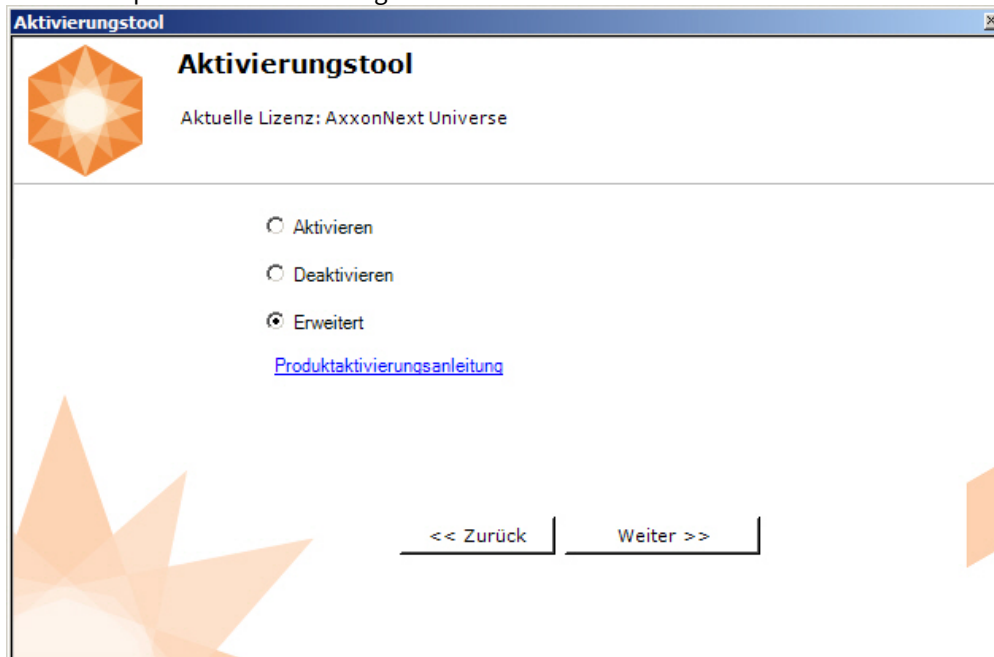 Aktivierungstool
Aktivierungstool
Aktuelle Lizenz: AxxonNext Universe
Aktivieren
Deaktivieren
Erweitert
Produktaktivierungsanleitung
<< Zurück Weiter >>